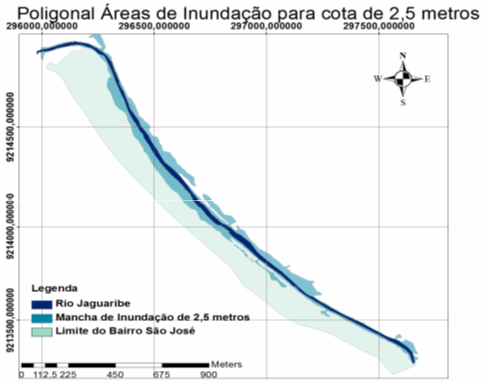 Poligonal Áreas de Inundação para cota de 2,5 metros
296000,000000 296500,000000 297000,000000 297500,000000
N
W E
S
9214500,000000
9214000,000000
9213500,000000
Legenda
Rio Jaguaribe
Mancha de Inundação de 2,5 metros
Limite do Bairro São José
Meters
0 112,5 225 450 675 900